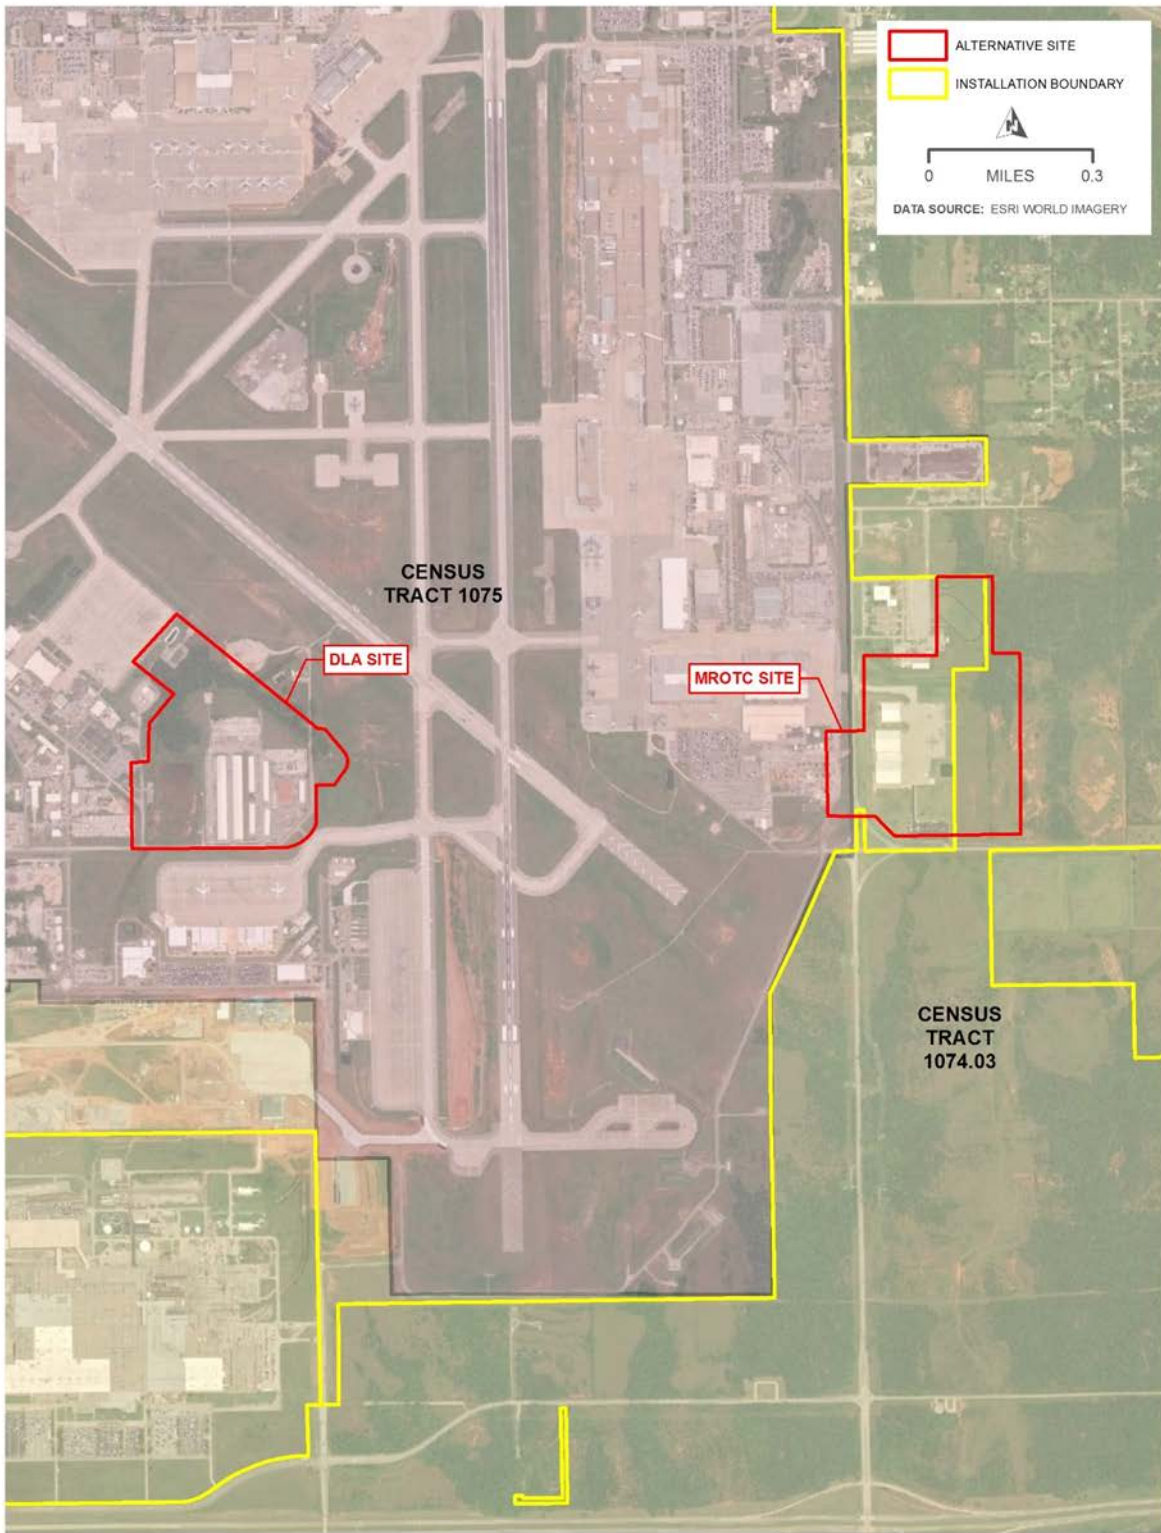 ALTERNATIVE SITE
INSTALLATION BOUNDARY
N
0 MILES 0.3
DATA SOURCE: ESRI WORLD IMAGERY
CENSUS
TRACT 1075
DLA SITE
MROTC SITE
CENSUS
TRACT
1074.03